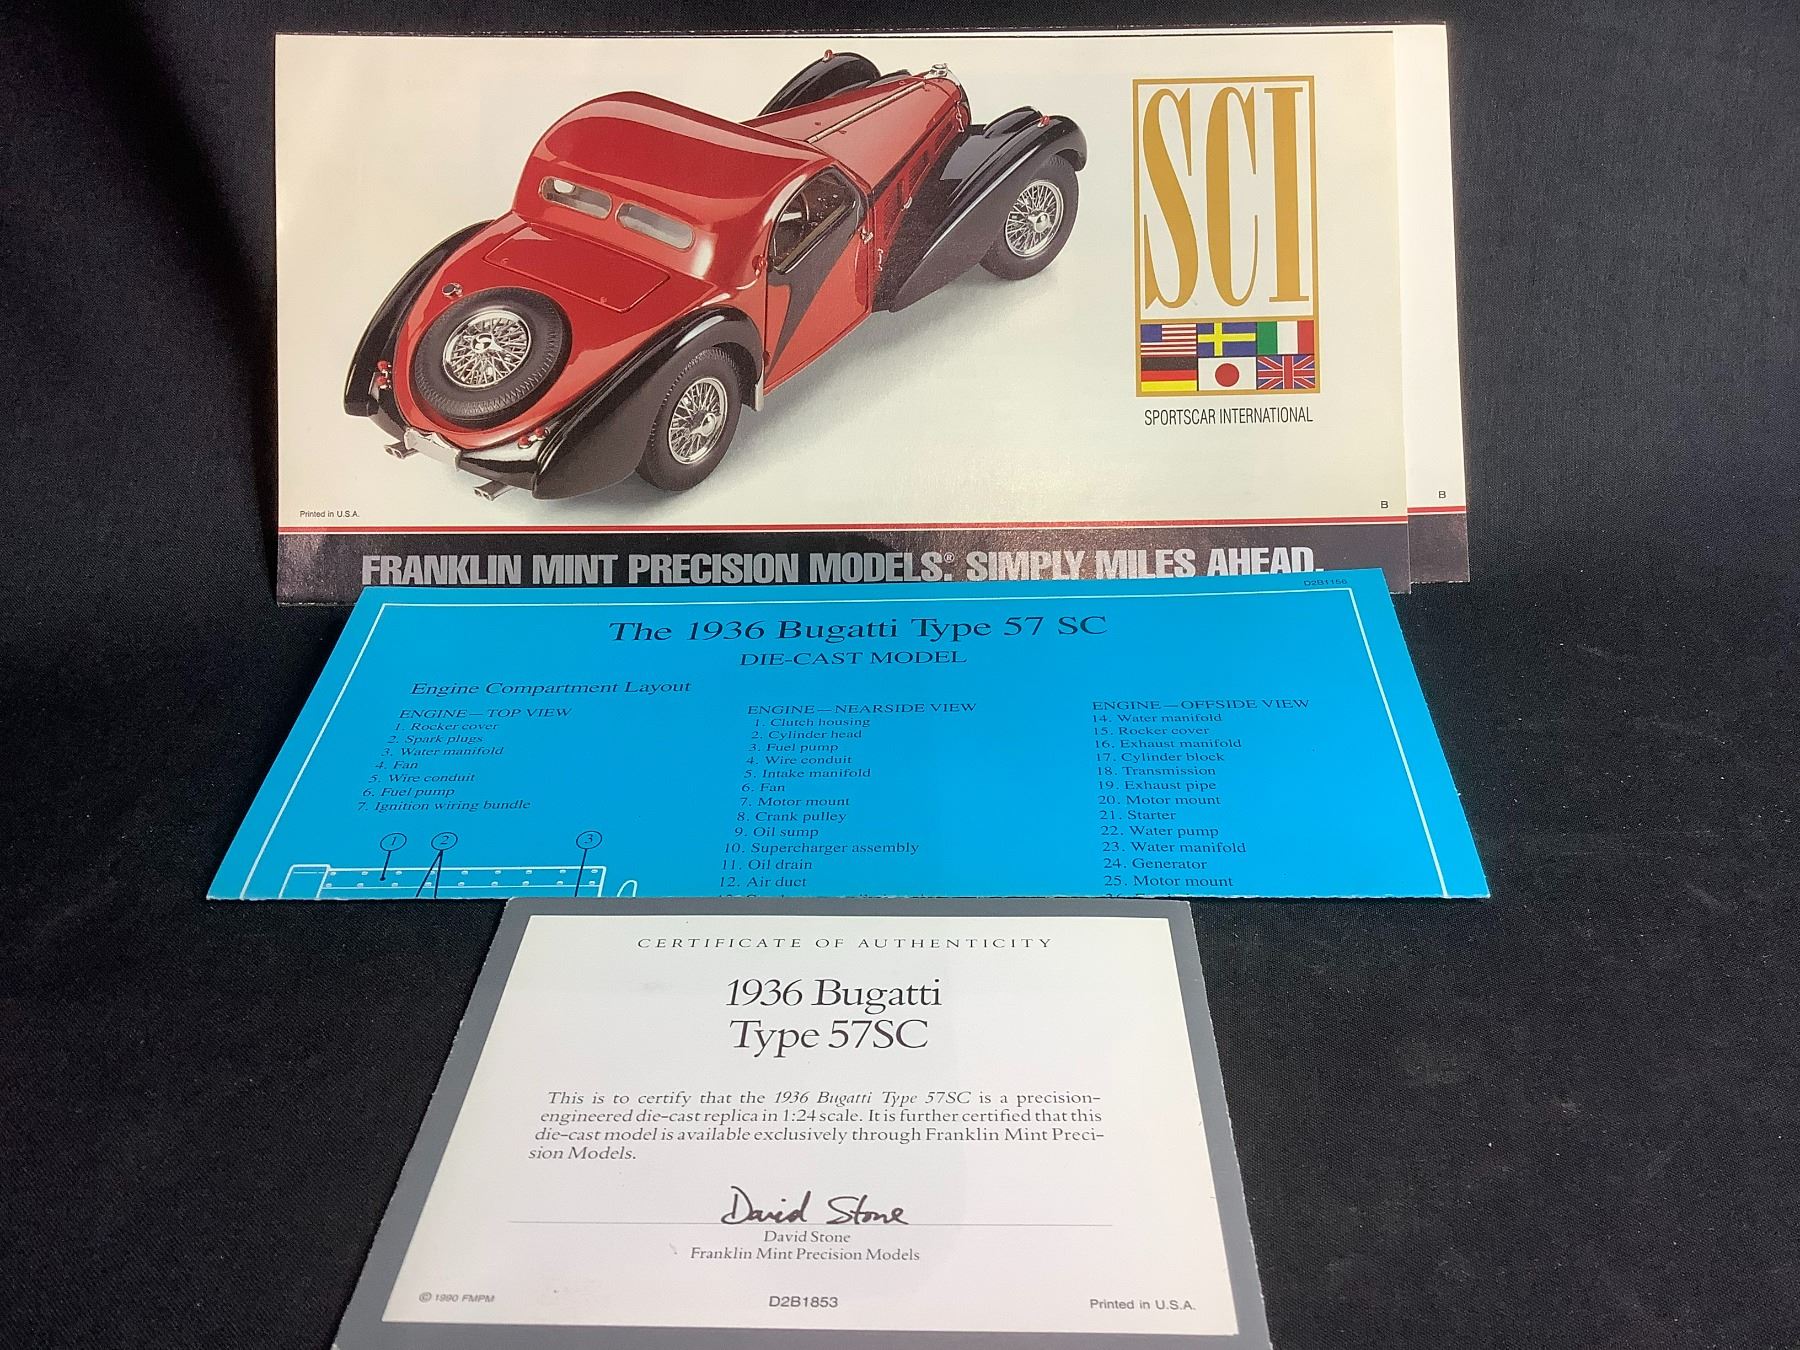 SCI
SPORTSCAR INTERNATIONAL
Printed in U.S.A.
B
B
FRANKLIN MINT PRECISION MODELS.® SIMPLY MILES AHEAD.
D2B1156
The 1936 Bugatti Type 57 SC
DIE-CAST MODEL
Engine Compartment Layout
ENGINE—TOP VIEW
1. Rocker cover
2. Spark plugs
3. Water manifold
4. Fan
5. Wire conduit
6. Fuel pump
7. Ignition wiring bundle
1 2 3
ENGINE—NEARSIDE VIEW
1. Clutch housing
2. Cylinder head
3. Fuel pump
4. Wire conduit
5. Intake manifold
6. Fan
7. Motor mount
8. Crank pulley
9. Oil sump
10. Supercharger assembly
11. Oil drain
12. Air duct
ENGINE—OFFSIDE VIEW
14. Water manifold
15. Rocker cover
16. Exhaust manifold
17. Cylinder block
18. Transmission
19. Exhaust pipe
20. Motor mount
21. Starter
22. Water pump
23. Water manifold
24. Generator
25. Motor mount
CERTIFICATE OF AUTHENTICITY
1936 Bugatti
Type 57SC
This is to certify that the 1936 Bugatti Type 57SC is a precision-
engineered die-cast replica in 1:24 scale. It is further certified that this
die-cast model is available exclusively through Franklin Mint Preci-
sion Models.
David Stone
David Stone
Franklin Mint Precision Models
© 1990 FMPM
D2B1853
Printed in U.S.A.